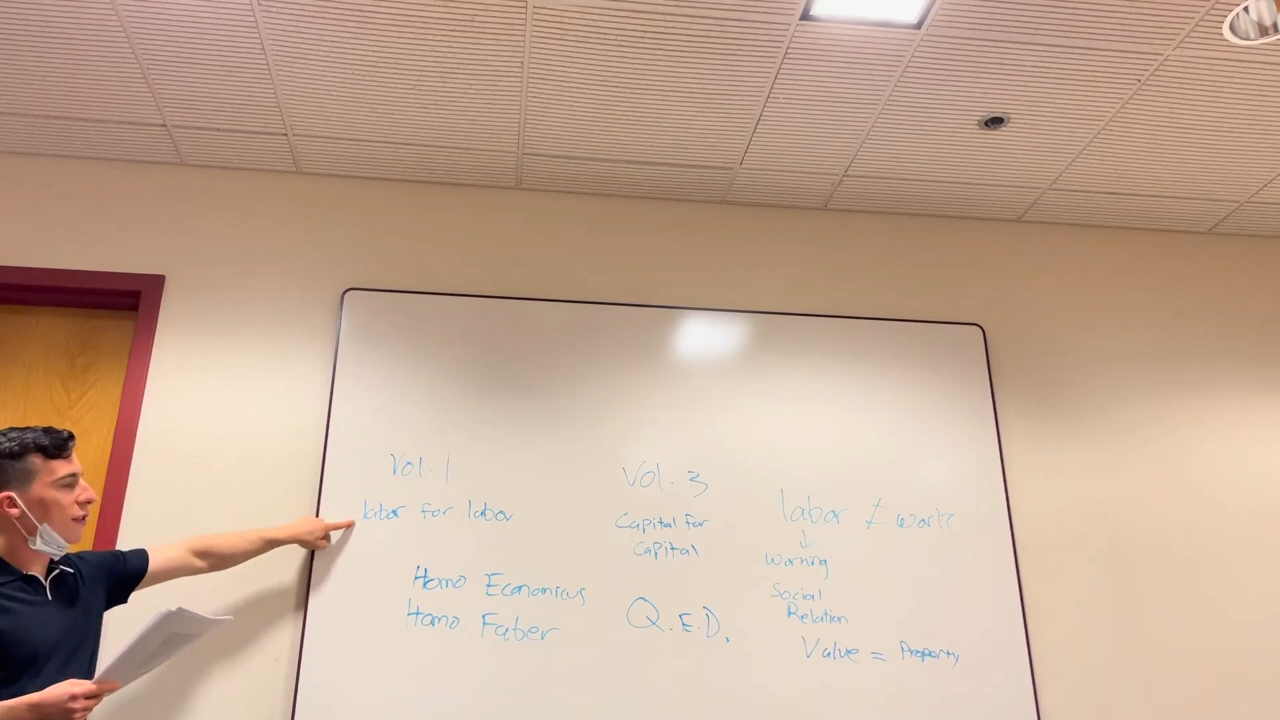 Vol. 1
labor for labor
Homo Economicus
Homo Faber
Vol. 3
Capital for
Capital
Q.E.D.
labor ≠ work
↓
Working
Social
Relation
Value = Property